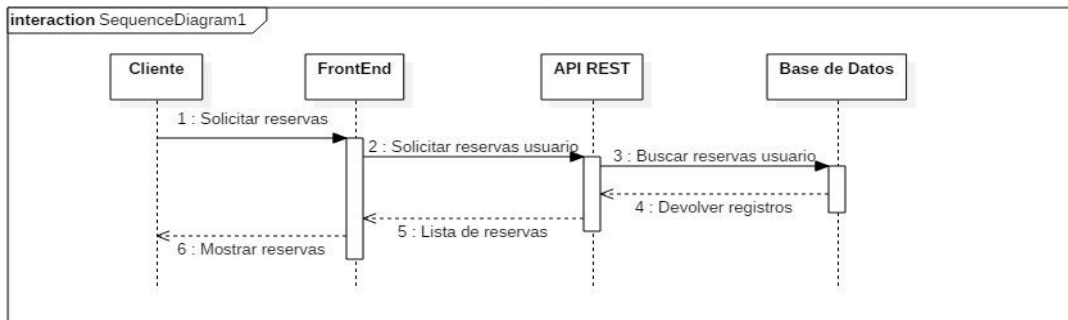 interaction SequenceDiagram1
Cliente
FrontEnd
API REST
Base de Datos
1 : Solicitar reservas
2 : Solicitar reservas usuario
3 : Buscar reservas usuario
4 : Devolver registros
5 : Lista de reservas
6 : Mostrar reservas